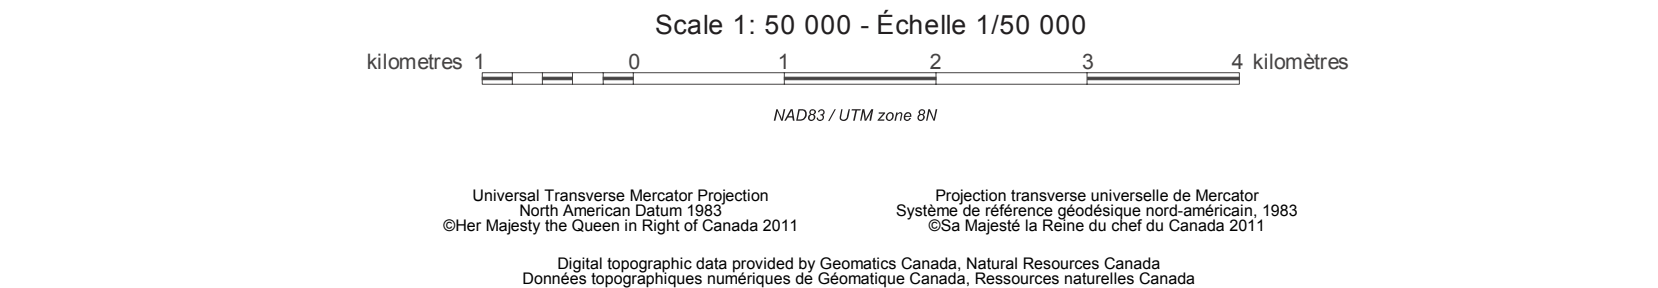 Scale 1: 50 000 - Échelle 1/50 000
kilometres 1 0 1 2 3 4 kilomètres
NAD83 / UTM zone 8N
Universal Transverse Mercator Projection
North American Datum 1983
©Her Majesty the Queen in Right of Canada 2011
Projection transverse universelle de Mercator
Système de référence géodésique nord-américain, 1983
©Sa Majesté la Reine du chef du Canada 2011
Digital topographic data provided by Geomatics Canada, Natural Resources Canada
Données topographiques numériques de Géomatique Canada, Ressources naturelles Canada